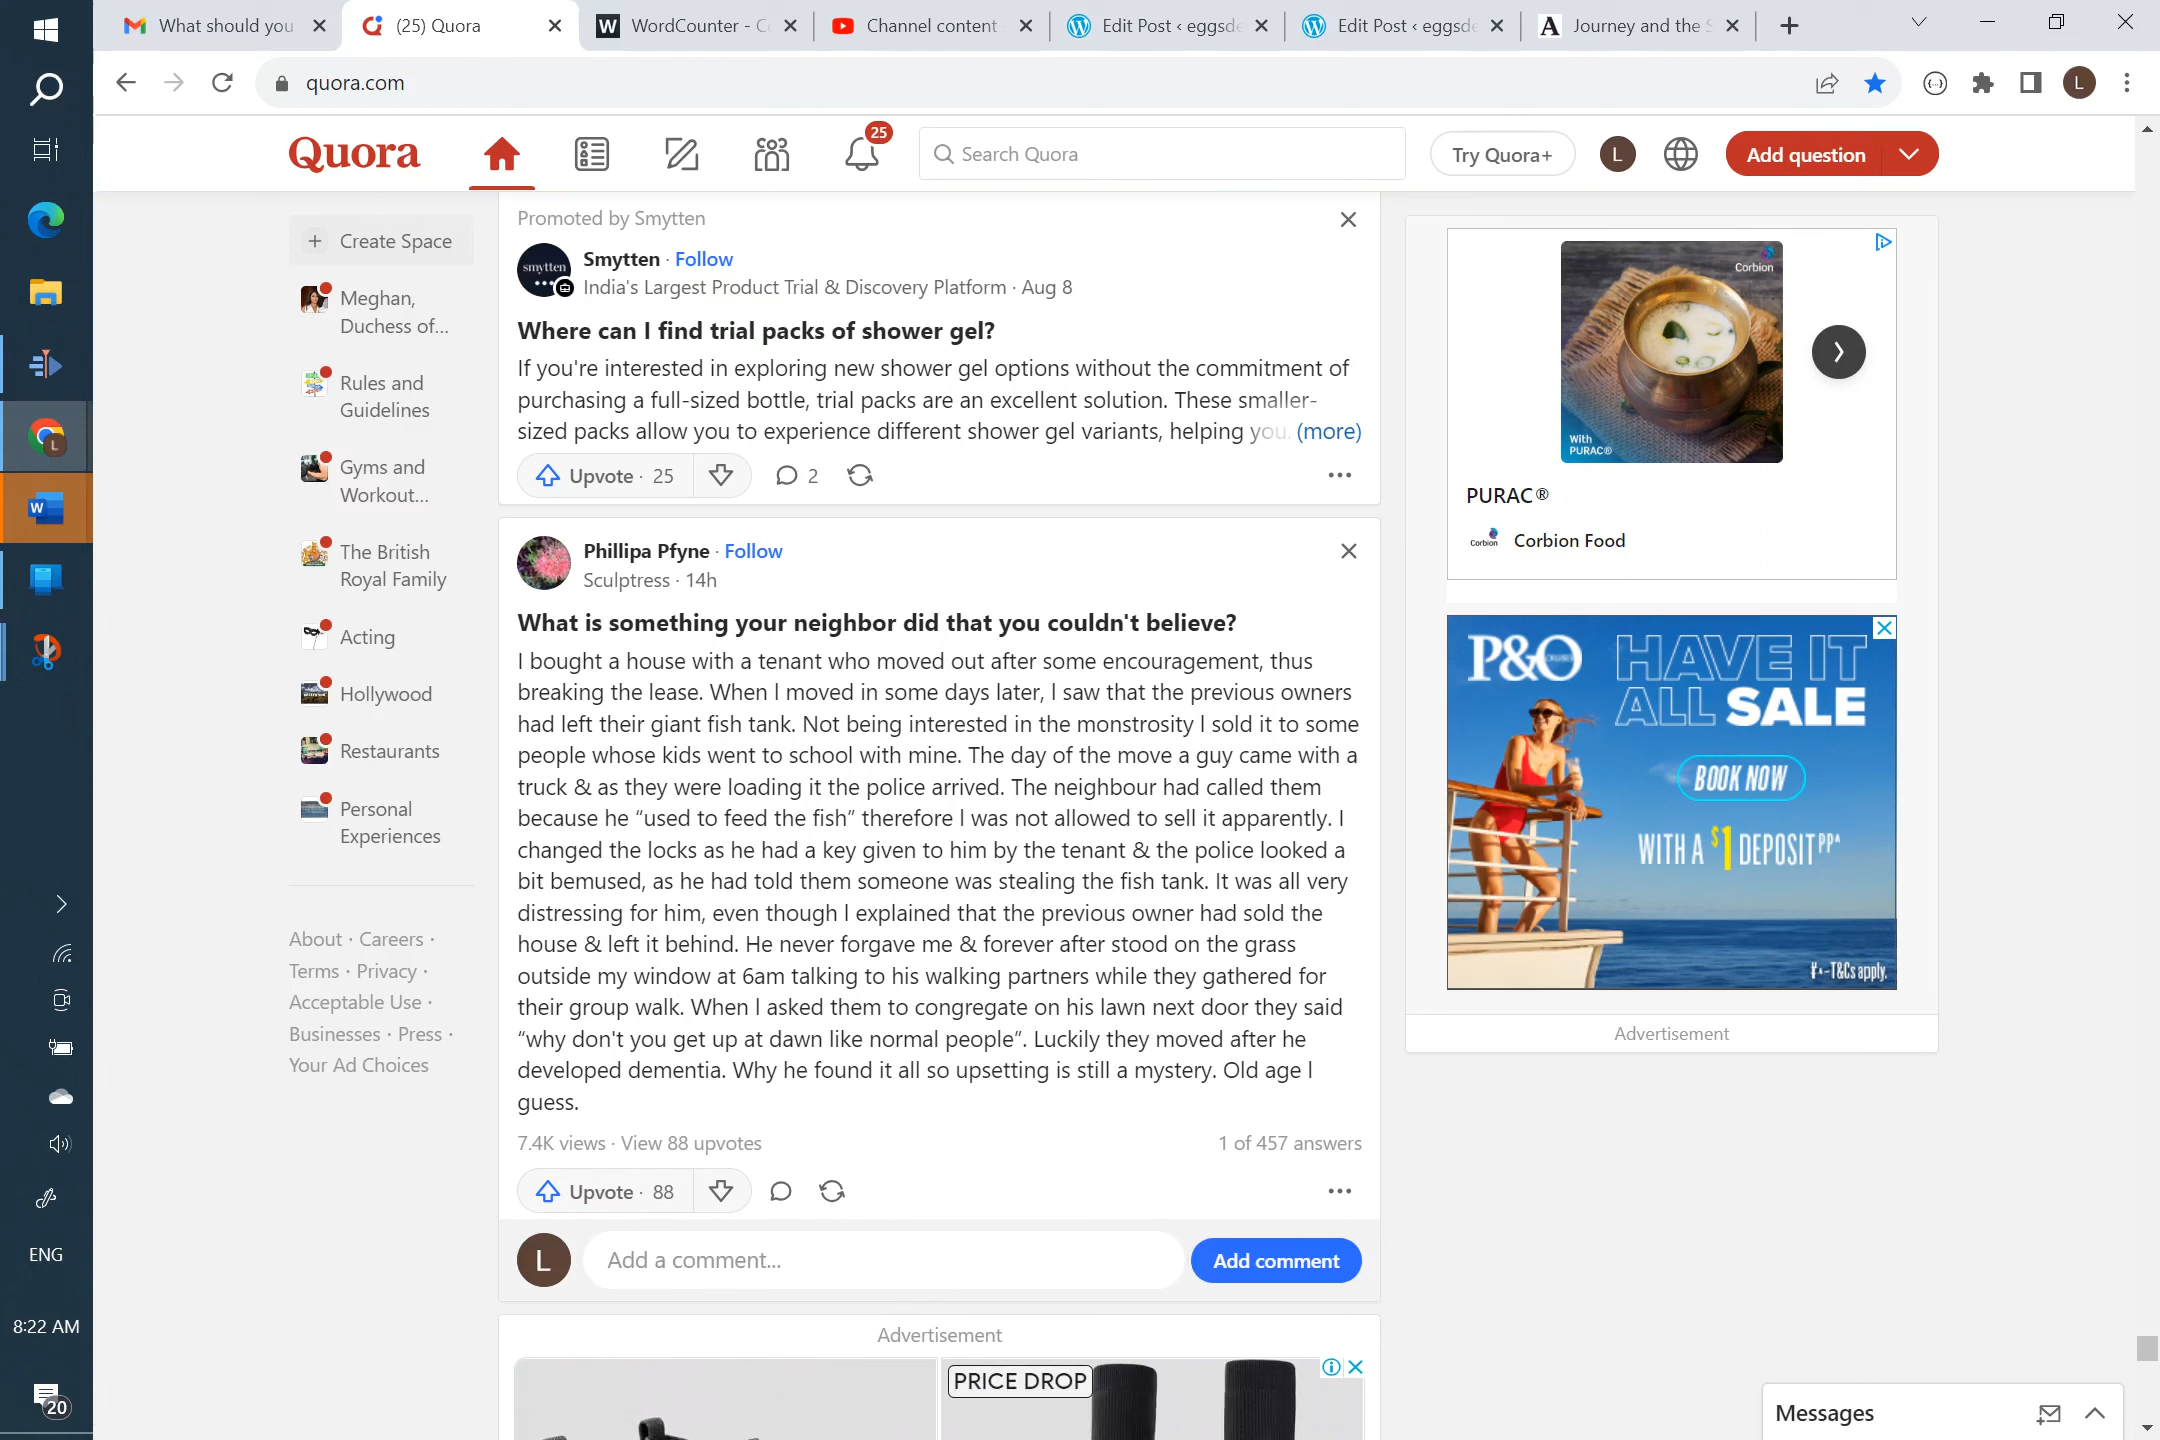 What should you
(25) Quora
WordCounter - Co
Channel content
Edit Post ‹ eggsde
Edit Post ‹ eggsde
Journey and the S
quora.com
L
Quora
25
Search Quora
Try Quora+
L
Add question
Create Space
Meghan,
Duchess of...
Rules and
Guidelines
Gyms and
Workout...
The British
Royal Family
Acting
Hollywood
Restaurants
Personal
Experiences
About · Careers ·
Terms · Privacy ·
Acceptable Use ·
Businesses · Press ·
Your Ad Choices
Promoted by Smytten
smytten
Smytten · Follow
India's Largest Product Trial & Discovery Platform · Aug 8
Where can I find trial packs of shower gel?
If you're interested in exploring new shower gel options without the commitment of
purchasing a full-sized bottle, trial packs are an excellent solution. These smaller-
sized packs allow you to experience different shower gel variants, helping you. (more)
Upvote · 25
2
Phillipa Pfyne · Follow
Sculptress · 14h
What is something your neighbor did that you couldn't believe?
I bought a house with a tenant who moved out after some encouragement, thus
breaking the lease. When I moved in some days later, I saw that the previous owners
had left their giant fish tank. Not being interested in the monstrosity I sold it to some
people whose kids went to school with mine. The day of the move a guy came with a
truck & as they were loading it the police arrived. The neighbour had called them
because he “used to feed the fish” therefore I was not allowed to sell it apparently. I
changed the locks as he had a key given to him by the tenant & the police looked a
bit bemused, as he had told them someone was stealing the fish tank. It was all very
distressing for him, even though I explained that the previous owner had sold the
house & left it behind. He never forgave me & forever after stood on the grass
outside my window at 6am talking to his walking partners while they gathered for
their group walk. When I asked them to congregate on his lawn next door they said
“why don't you get up at dawn like normal people”. Luckily they moved after he
developed dementia. Why he found it all so upsetting is still a mystery. Old age I
guess.
7.4K views · View 88 upvotes
1 of 457 answers
Upvote · 88
L
Add a comment...
Add comment
Advertisement
PRICE DROP
Corbion
With
PURAC®
PURAC®
Corbion
Corbion Food
P&O
HAVE IT
ALL SALE
BOOK NOW
WITH A $1 DEPOSIT PP^
^-T&Cs apply.
Advertisement
Messages
L
W
ENG
8:22 AM
20